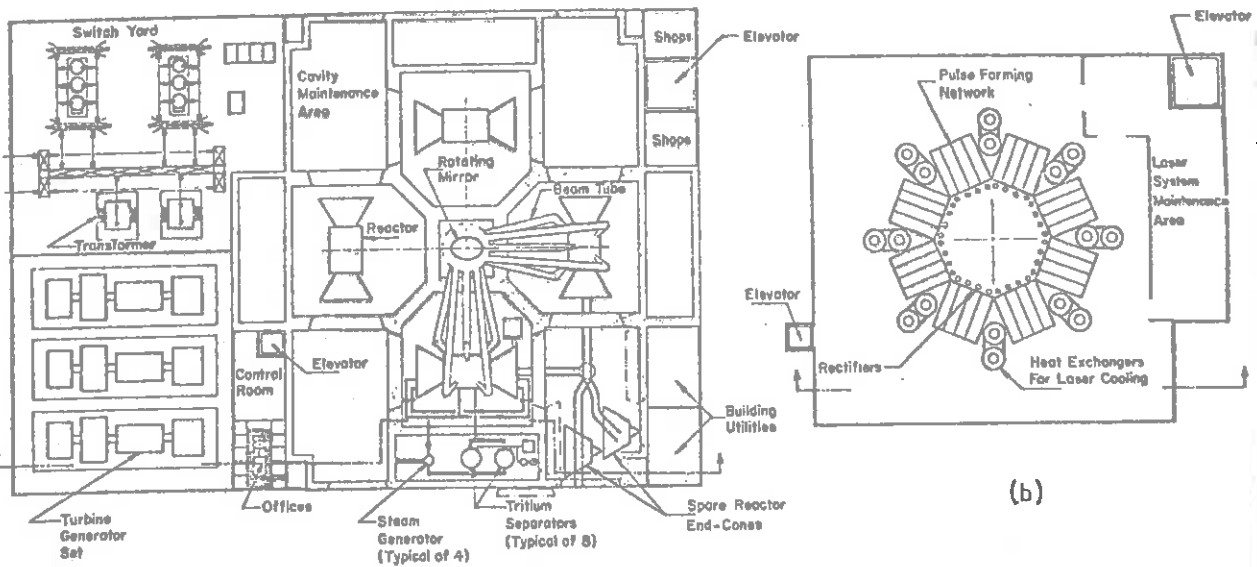 Switch Yard
Cavity
Maintenance
Area
Shops
Elevator
Shops
Rotating
Mirror
Beam Tube
Reactor
Transformer
Elevator
Control
Room
Building
Utilities
Turbine
Generator
Set
Offices
Steam
Generator
(Typical of 4)
Tritium
Separators
(Typical of 8)
Spare Reactor
End-Cones
Elevator
Pulse Forming
Network
Laser
System
Maintenance
Area
Elevator
Rectifiers
Heat Exchangers
For Laser Cooling
(b)